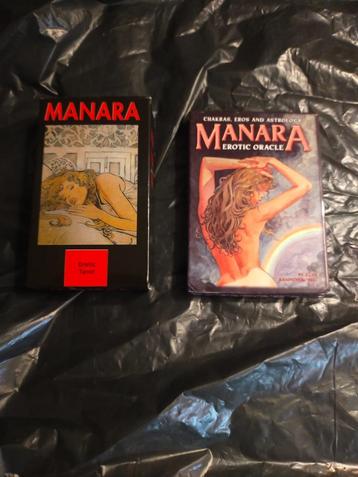 MANARA
Erotic
Tarot
CHAKRAS, EROS AND ASTROLOGY
MANARA
EROTIC ORACLE